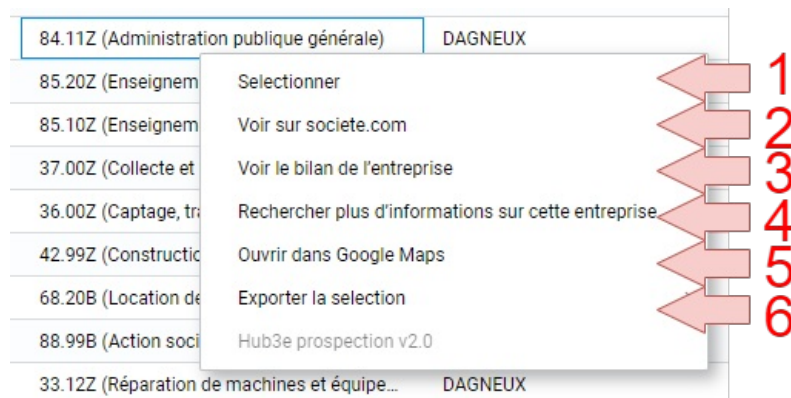 84.11Z (Administration publique générale) DAGNEUX
85.20Z (Enseignem Selectionner 1
85.10Z (Enseignem Voir sur societe.com 2
37.00Z (Collecte et Voir le bilan de l'entreprise 3
36.00Z (Captage, tra Rechercher plus d'informations sur cette entreprise 4
42.99Z (Constructic Ouvrir dans Google Maps 5
68.20B (Location de Exporter la selection 6
88.99B (Action soci Hub3e prospection v2.0
33.12Z (Réparation de machines et équipe... DAGNEUX